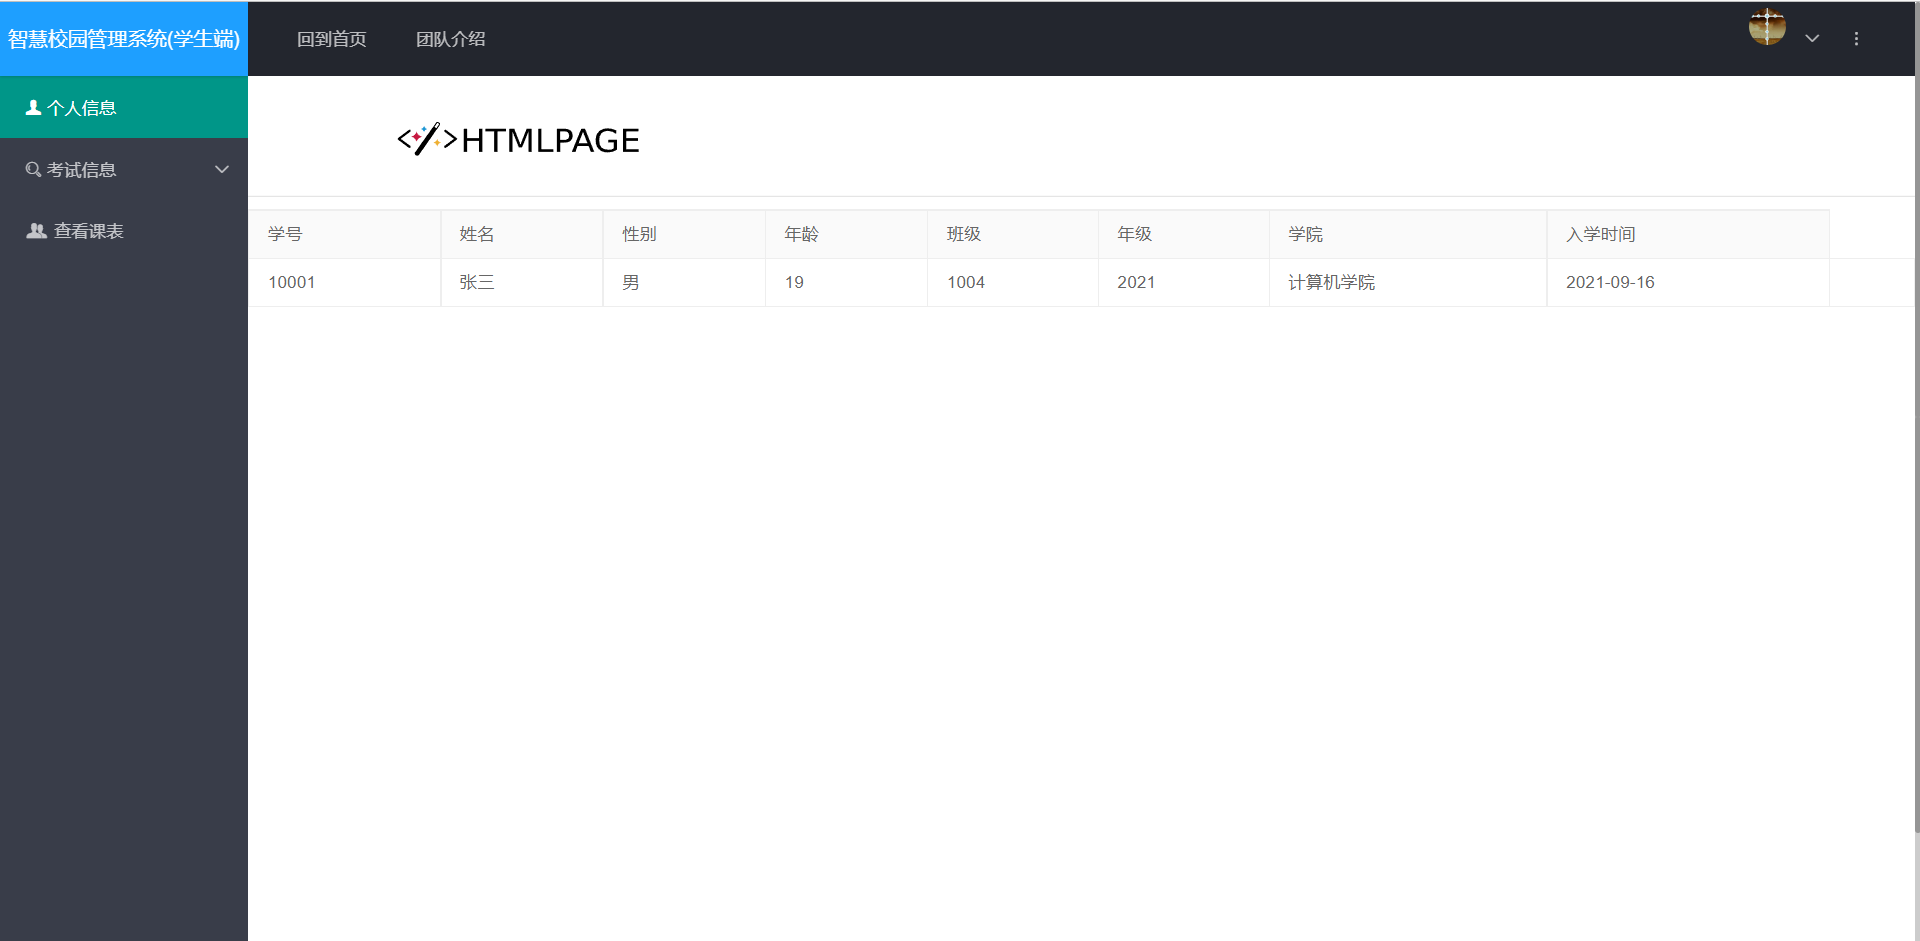 智慧校园管理系统(学生端)
回到首页 团队介绍
个人信息
考试信息
查看课表
</>HTMLPAGE
学号 姓名 性别 年龄 班级 年级 学院 入学时间
10001 张三 男 19 1004 2021 计算机学院 2021-09-16